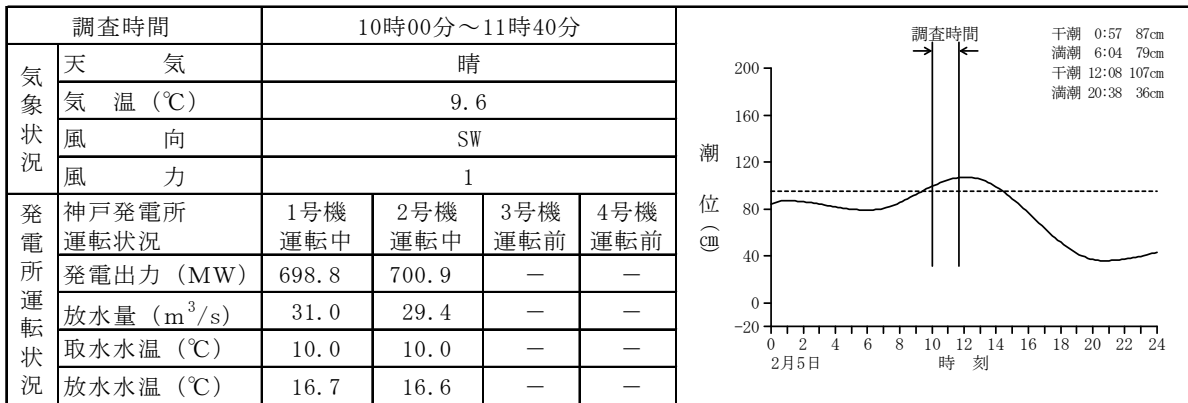 調査時間 10時00分～11時40分
気象状況
天気 晴
気温（℃） 9.6
風向 SW
風力 1
発電所運転状況
神戸発電所運転状況 1号機運転中 2号機運転中 3号機運転前 4号機運転前
発電出力（MW） 698.8 700.9 － －
放水量（m³/s） 31.0 29.4 － －
取水水温（℃） 10.0 10.0 － －
放水水温（℃） 16.7 16.6 － －
調査時間
干潮 0:57 87cm
満潮 6:04 79cm
干潮 12:08 107cm
満潮 20:38 36cm
潮位（㎝）
200
160
120
80
40
0
-20
0 2 4 6 8 10 12 14 16 18 20 22 24
2月5日 時刻